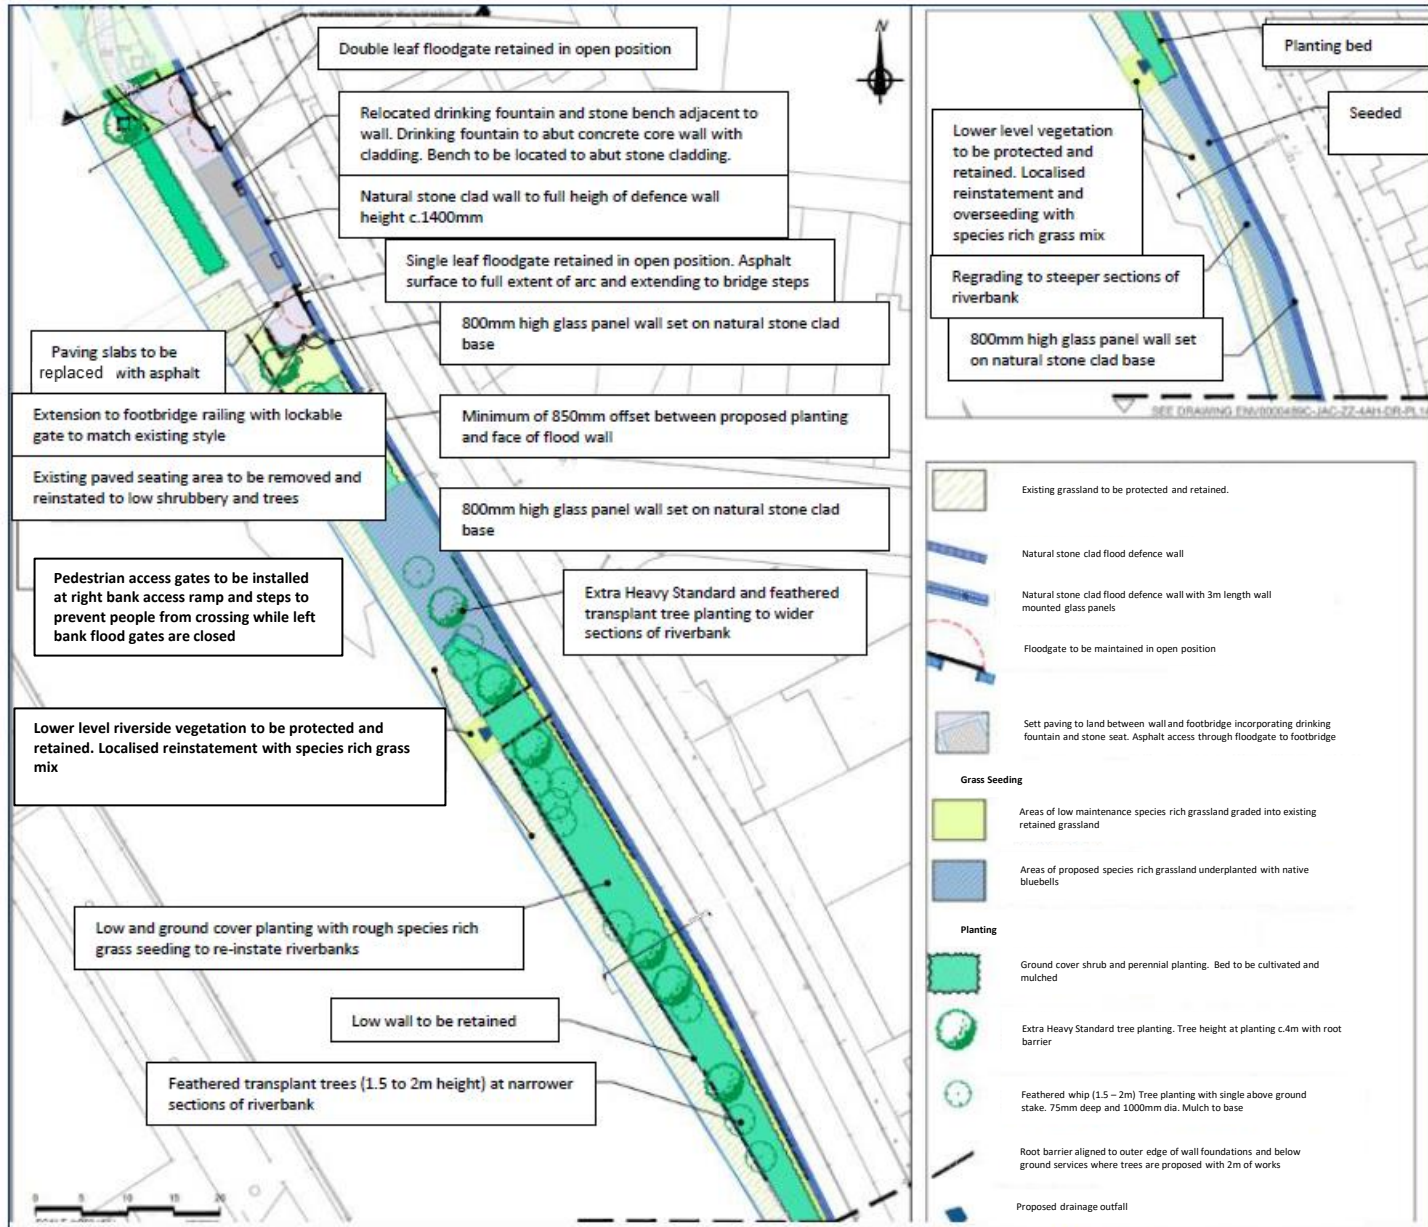 Double leaf floodgate retained in open position
N
Relocated drinking fountain and stone bench adjacent to
wall. Drinking fountain to abut concrete core wall with
cladding. Bench to be located to abut stone cladding.
Natural stone clad wall to full heigh of defence wall
height c.1400mm
Single leaf floodgate retained in open position. Asphalt
surface to full extent of arc and extending to bridge steps
800mm high glass panel wall set on natural stone clad
base
Paving slabs to be
replaced with asphalt
Extension to footbridge railing with lockable
gate to match existing style
Minimum of 850mm offset between proposed planting
and face of flood wall
Existing paved seating area to be removed and
reinstated to low shrubbery and trees
800mm high glass panel wall set on natural stone clad
base
Pedestrian access gates to be installed
at right bank access ramp and steps to
prevent people from crossing while left
bank flood gates are closed
Extra Heavy Standard and feathered
transplant tree planting to wider
sections of riverbank
Lower level riverside vegetation to be protected and
retained. Localised reinstatement with species rich grass
mix
Low and ground cover planting with rough species rich
grass seeding to re-instate riverbanks
Low wall to be retained
Feathered transplant trees (1.5 to 2m height) at narrower
sections of riverbank
0 5 10 15 20
Planting bed
Seeded
Lower level vegetation
to be protected and
retained. Localised
reinstatement and
overseeding with
species rich grass mix
Regrading to steeper sections of
riverbank
800mm high glass panel wall set
on natural stone clad base
SEE DRAWING ENV0000489C-JAC-ZZ-4AH-DR-PL
Existing grassland to be protected and retained.
Natural stone clad flood defence wall
Natural stone clad flood defence wall with 3m length wall
mounted glass panels
Floodgate to be maintained in open position
Sett paving to land between wall and footbridge incorporating drinking
fountain and stone seat. Asphalt access through floodgate to footbridge
Grass Seeding
Areas of low maintenance species rich grassland graded into existing
retained grassland
Areas of proposed species rich grassland underplanted with native
bluebells
Planting
Ground cover shrub and perennial planting. Bed to be cultivated and
mulched
Extra Heavy Standard tree planting. Tree height at planting c.4m with root
barrier
Feathered whip (1.5 – 2m) Tree planting with single above ground
stake. 75mm deep and 1000mm dia. Mulch to base
Root barrier aligned to outer edge of wall foundations and below
ground services where trees are proposed with 2m of works
Proposed drainage outfall